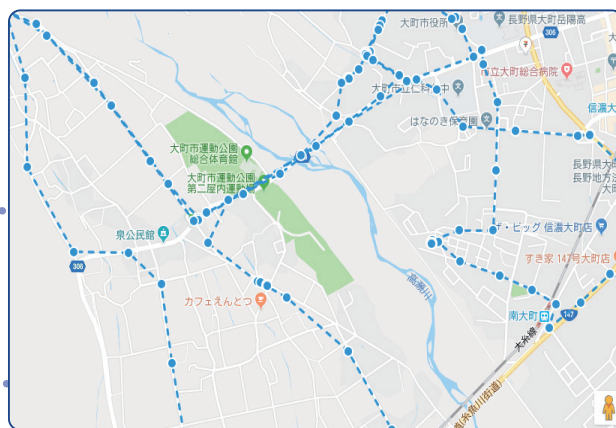 大町市役所
長野県大町岳陽高
306
市立大町総合病院
大町市立仁科
中
はなのき保育園
信濃大
大町市運動公園
総合体育館
大町市運動公園
第二屋内運動場
長野県大
長野地方
大
泉公民館
ザ・ビッグ 信濃大町店
306
すき家 147号大町店
高瀬川
カフェえんとつ
南大町
147
大糸線
(糸魚川街道)